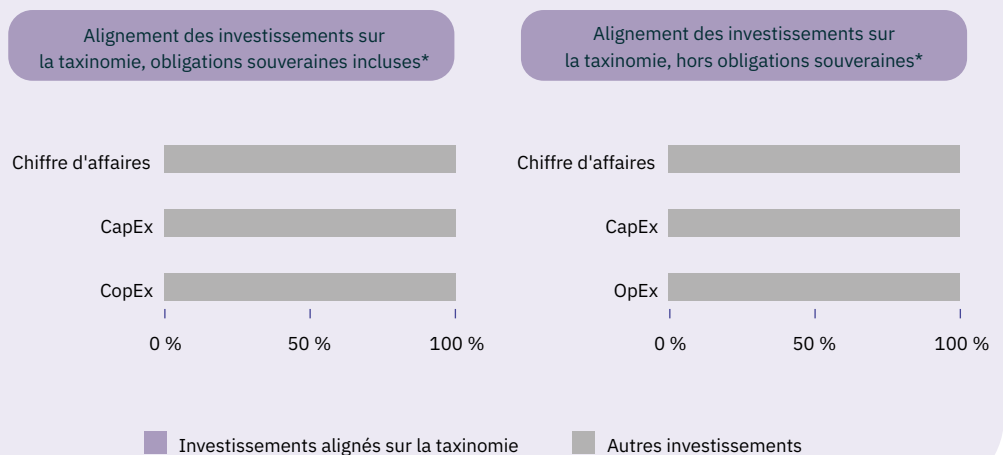 Alignement des investissements sur
la taxinomie, obligations souveraines incluses*
Chiffre d'affaires
CapEx
CopEx
0 % 50 % 100 %
Alignement des investissements sur
la taxinomie, hors obligations souveraines*
Chiffre d'affaires
CapEx
OpEx
0 % 50 % 100 %
Investissements alignés sur la taxinomie
Autres investissements